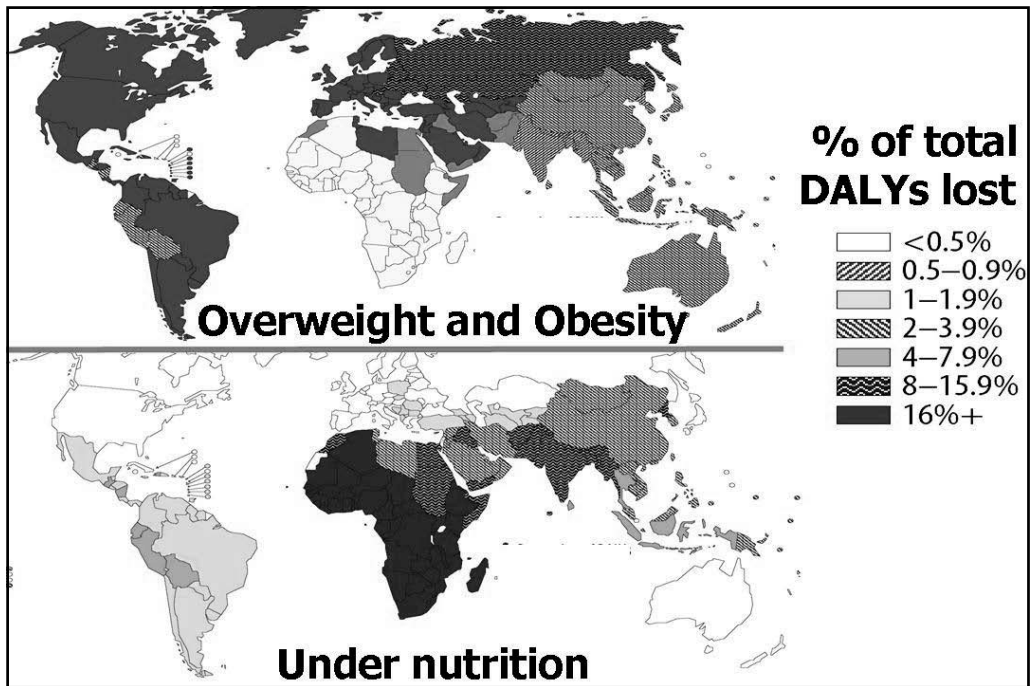 Overweight and Obesity
Under nutrition
% of total
DALYs lost
<0.5%
0.5–0.9%
1–1.9%
2–3.9%
4–7.9%
8–15.9%
16%+